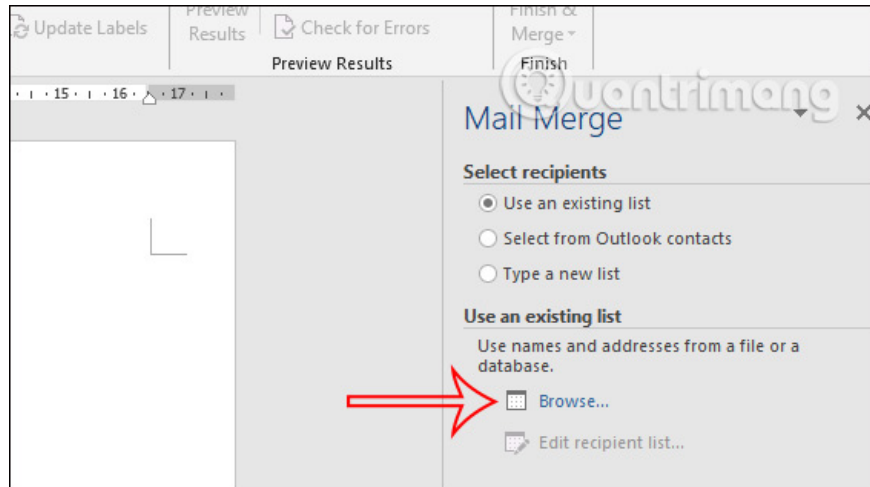 Preview
Finish &
Update Labels
Results
Check for Errors
Merge
Preview Results
Finish
15 16 17
Quantrimang
Mail Merge
Select recipients
Use an existing list
Select from Outlook contacts
Type a new list
Use an existing list
Use names and addresses from a file or a
database.
Browse...
Edit recipient list...